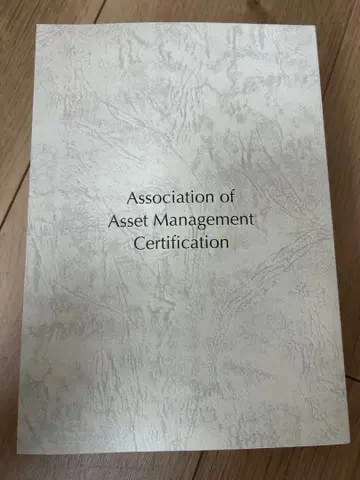 Association of
Asset Management
Certification